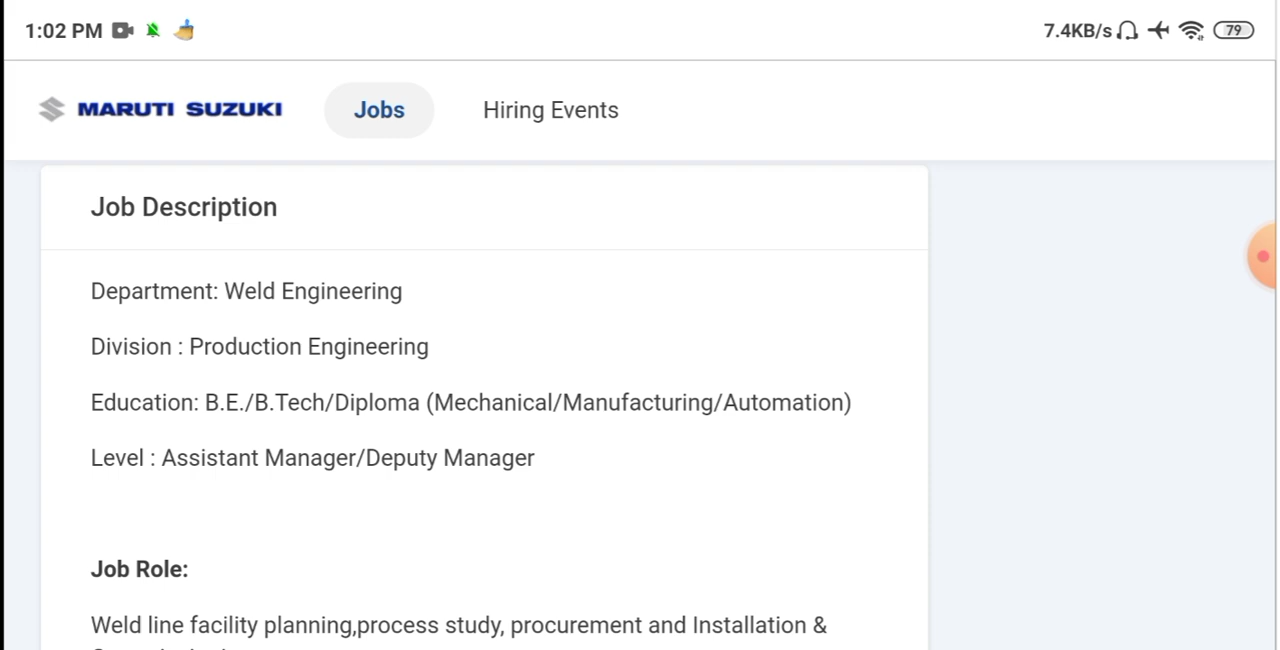 1:02 PM 7.4KB/s 79
MARUTI SUZUKI Jobs Hiring Events
Job Description
Department: Weld Engineering
Division : Production Engineering
Education: B.E./B.Tech/Diploma (Mechanical/Manufacturing/Automation)
Level : Assistant Manager/Deputy Manager
Job Role:
Weld line facility planning,process study, procurement and Installation &